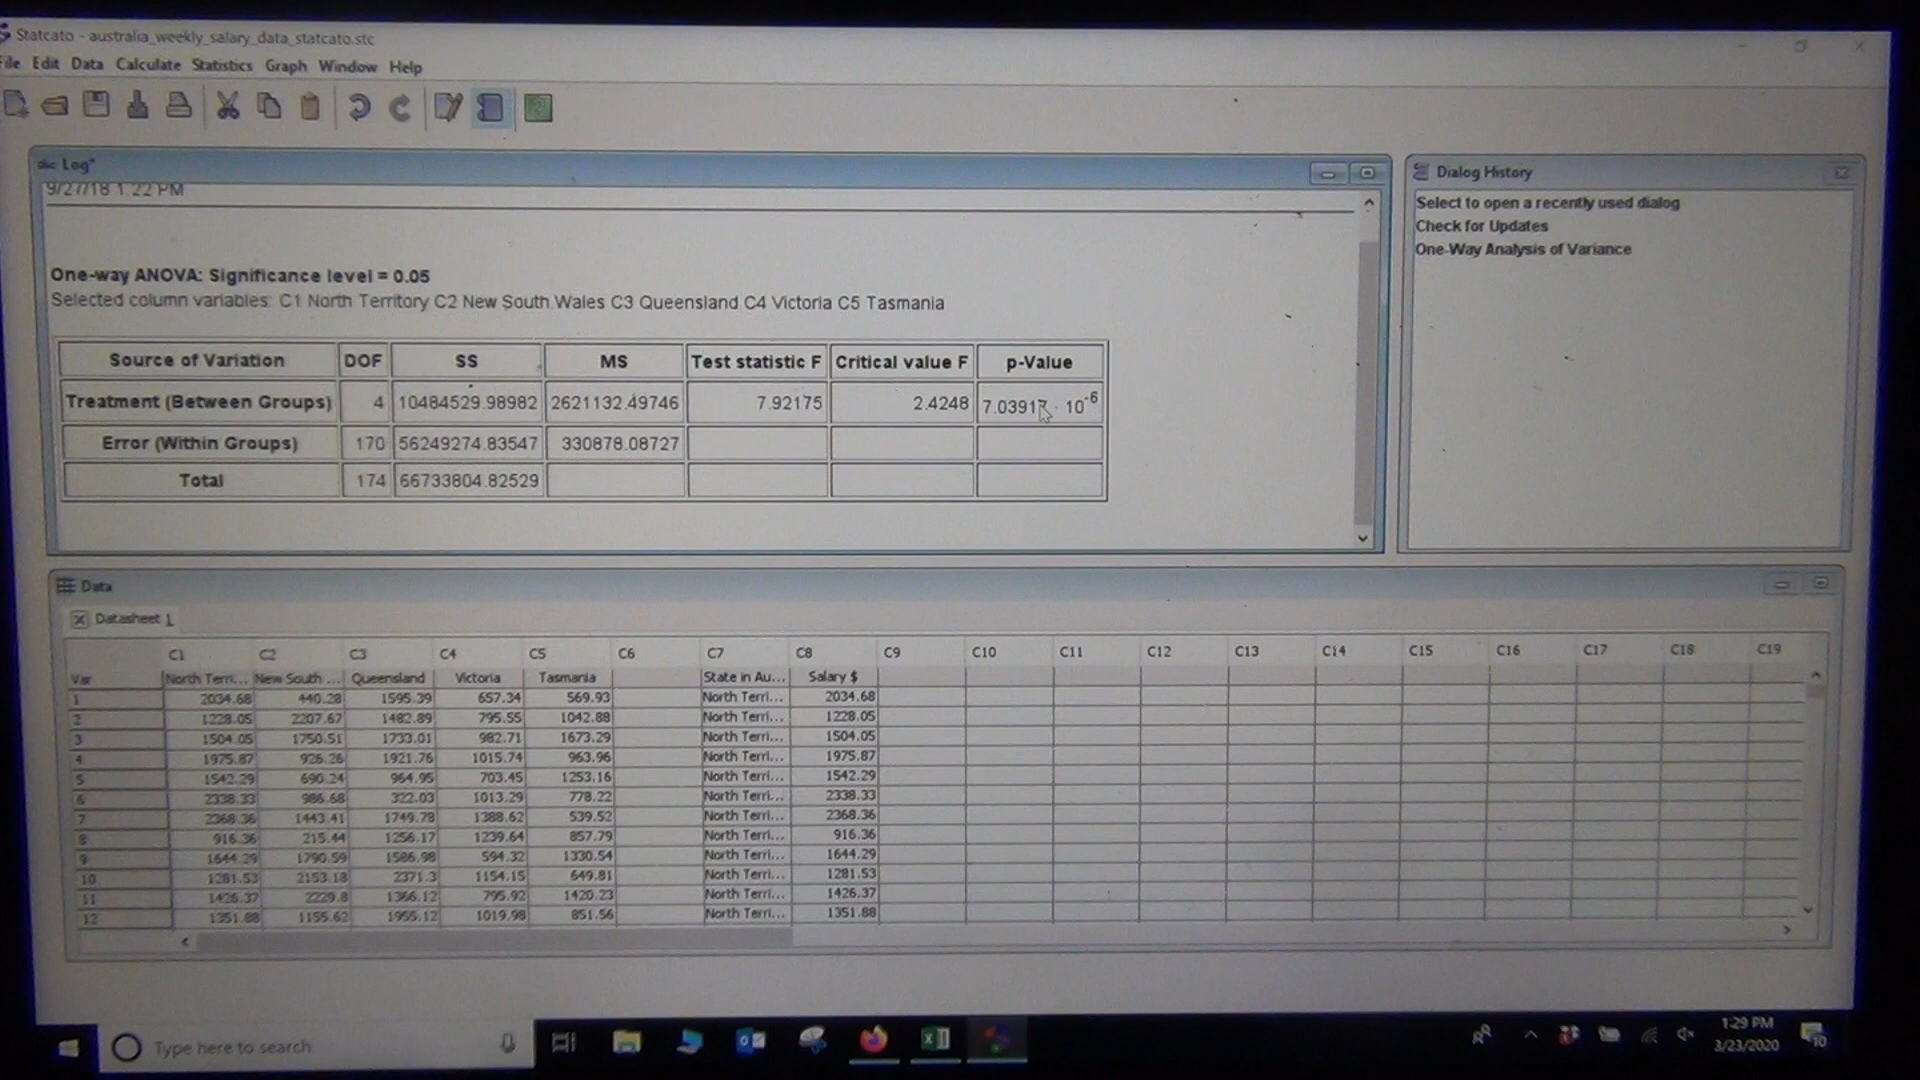 Statcato - australia_weekly_salary_data_statcato.stc
File Edit Data Calculate Statistics Graph Window Help
Log*
9/27/18 1:22 PM
One-way ANOVA: Significance level = 0.05
Selected column variables: C1 North Territory C2 New South Wales C3 Queensland C4 Victoria C5 Tasmania
Source of Variation DOF SS MS Test statistic F Critical value F p-Value
Treatment (Between Groups) 4 10484529.98982 2621132.49746 7.92175 2.4248 7.03917 · 10-6
Error (Within Groups) 170 56249274.83547 330878.08727
Total 174 66733804.82529
Dialog History
Select to open a recently used dialog
Check for Updates
One-Way Analysis of Variance
Data
Datasheet 1
C1 C2 C3 C4 C5 C6 C7 C8 C9 C10 C11 C12 C13 C14 C15 C16 C17 C18 C19
Var North Terri... New South ... Queensland Victoria Tasmania State in Au... Salary $
1 2034.68 440.28 1595.39 657.34 569.93 North Terri... 2034.68
2 1228.05 2207.67 1482.89 795.55 1042.88 North Terri... 1228.05
3 1504.05 1750.51 1733.01 982.71 1673.29 North Terri... 1504.05
4 1975.87 926.26 1921.76 1015.74 963.96 North Terri... 1975.87
5 1542.29 690.24 964.95 703.45 1253.16 North Terri... 1542.29
6 2338.33 986.68 322.03 1013.29 778.22 North Terri... 2338.33
7 2368.36 1443.41 1749.78 1388.62 539.52 North Terri... 2368.36
8 916.36 215.44 1256.17 1239.64 857.79 North Terri... 916.36
9 1644.29 1790.59 1586.98 594.32 1330.54 North Terri... 1644.29
10 1281.53 2153.18 2371.3 1154.15 649.81 North Terri... 1281.53
11 1426.37 2229.8 1366.12 795.92 1420.23 North Terri... 1426.37
12 1351.88 1155.62 1955.12 1019.98 851.56 North Terri... 1351.88
Type here to search
1:29 PM
3/23/2020
10